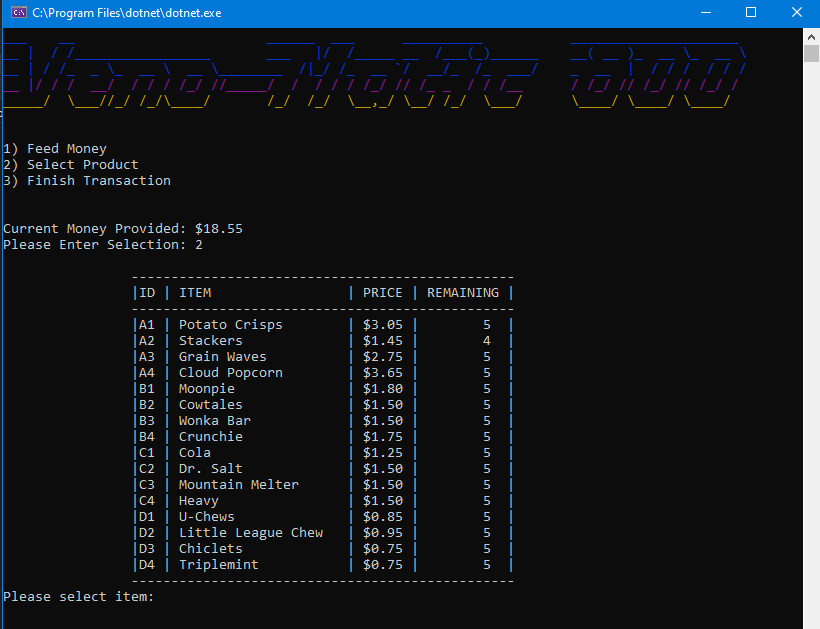 C:\Program Files\dotnet\dotnet.exe
Vendo-Matic 800
1) Feed Money
2) Select Product
3) Finish Transaction
Current Money Provided: $18.55
Please Enter Selection: 2
|ID | ITEM | PRICE | REMAINING |
|A1 | Potato Crisps | $3.05 | 5 |
|A2 | Stackers | $1.45 | 4 |
|A3 | Grain Waves | $2.75 | 5 |
|A4 | Cloud Popcorn | $3.65 | 5 |
|B1 | Moonpie | $1.80 | 5 |
|B2 | Cowtales | $1.50 | 5 |
|B3 | Wonka Bar | $1.50 | 5 |
|B4 | Crunchie | $1.75 | 5 |
|C1 | Cola | $1.25 | 5 |
|C2 | Dr. Salt | $1.50 | 5 |
|C3 | Mountain Melter | $1.50 | 5 |
|C4 | Heavy | $1.50 | 5 |
|D1 | U-Chews | $0.85 | 5 |
|D2 | Little League Chew | $0.95 | 5 |
|D3 | Chiclets | $0.75 | 5 |
|D4 | Triplemint | $0.75 | 5 |
Please select item: